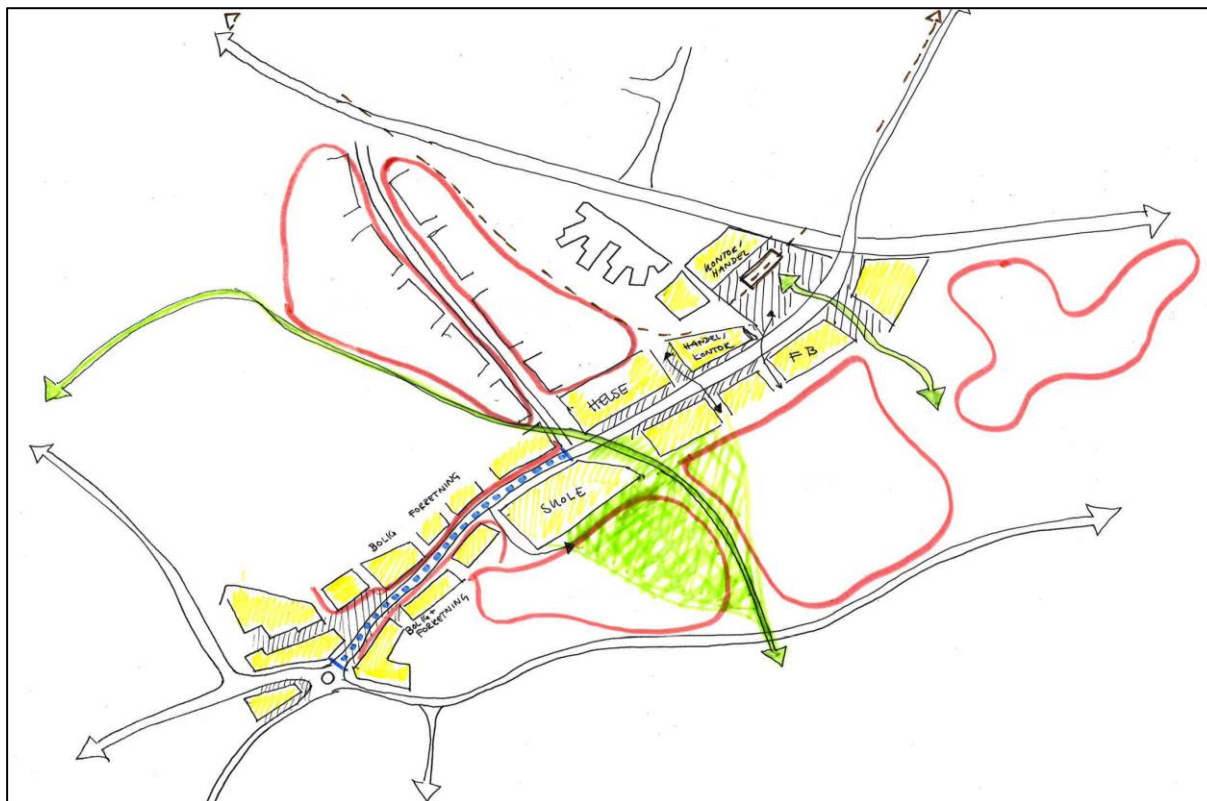 KONTOR/
HANDEL
HANDEL/
KONTOR
FB
HELSE
SKOLE
BOLIG FORRETNING
BOLIG+
FORRETNING